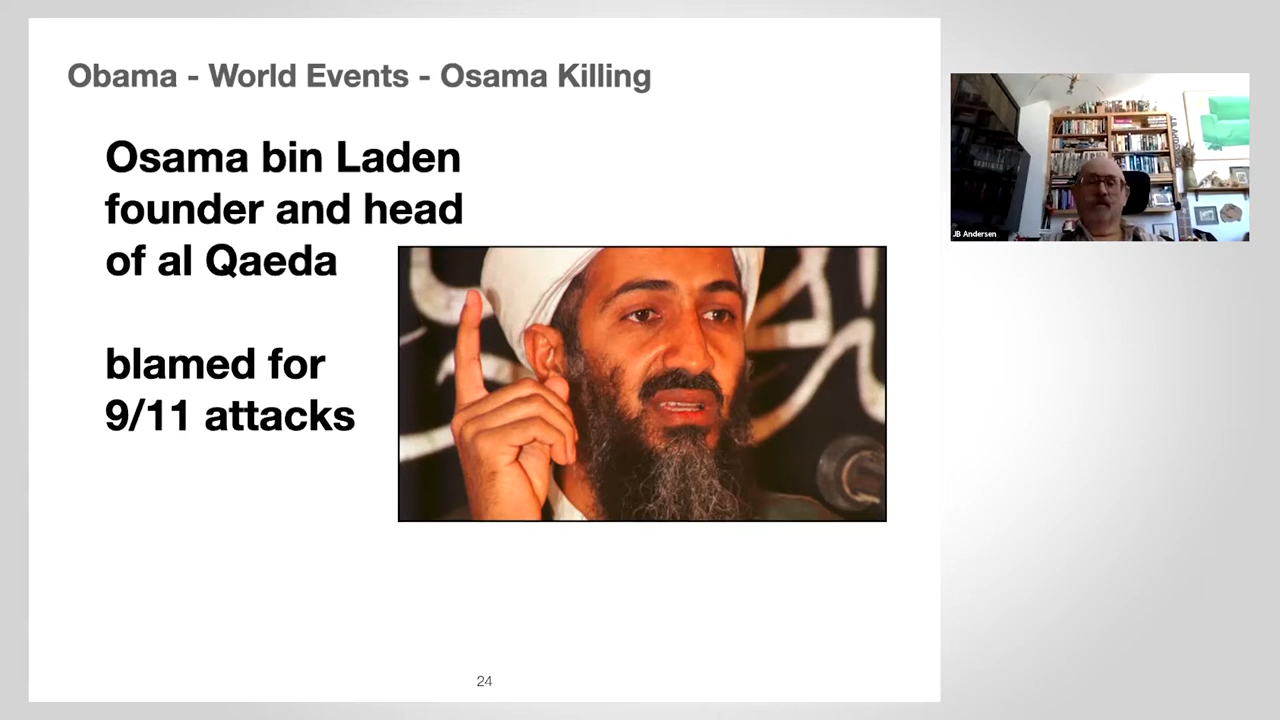 Obama - World Events - Osama Killing
Osama bin Laden
founder and head
of al Qaeda
blamed for
9/11 attacks
24
JB Andersen